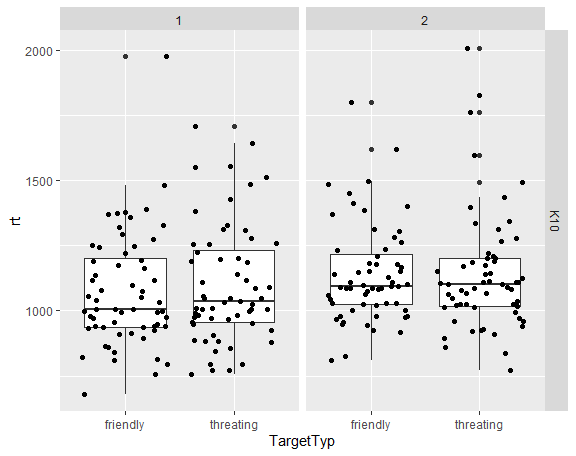 1 2
2000
1500
1000
rt
K10
friendly threating friendly threating
TargetTyp